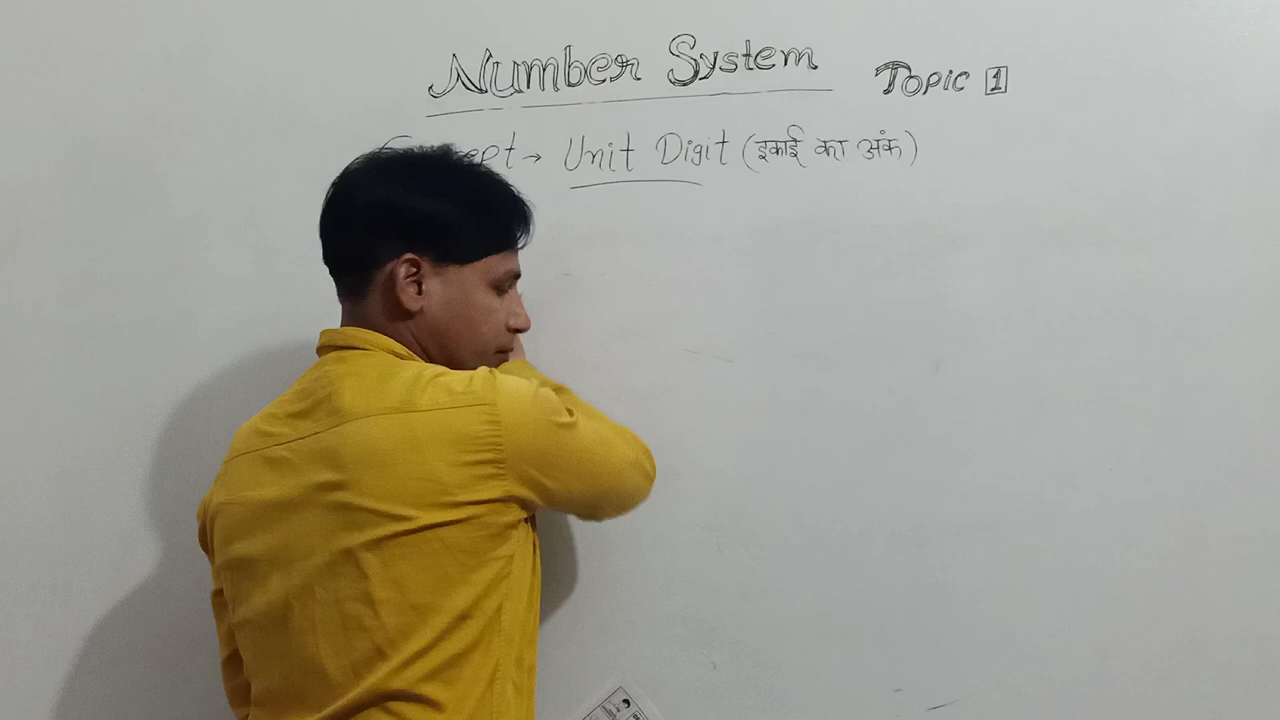 Number System Topic 1
→ Unit Digit (इकाई का अंक)